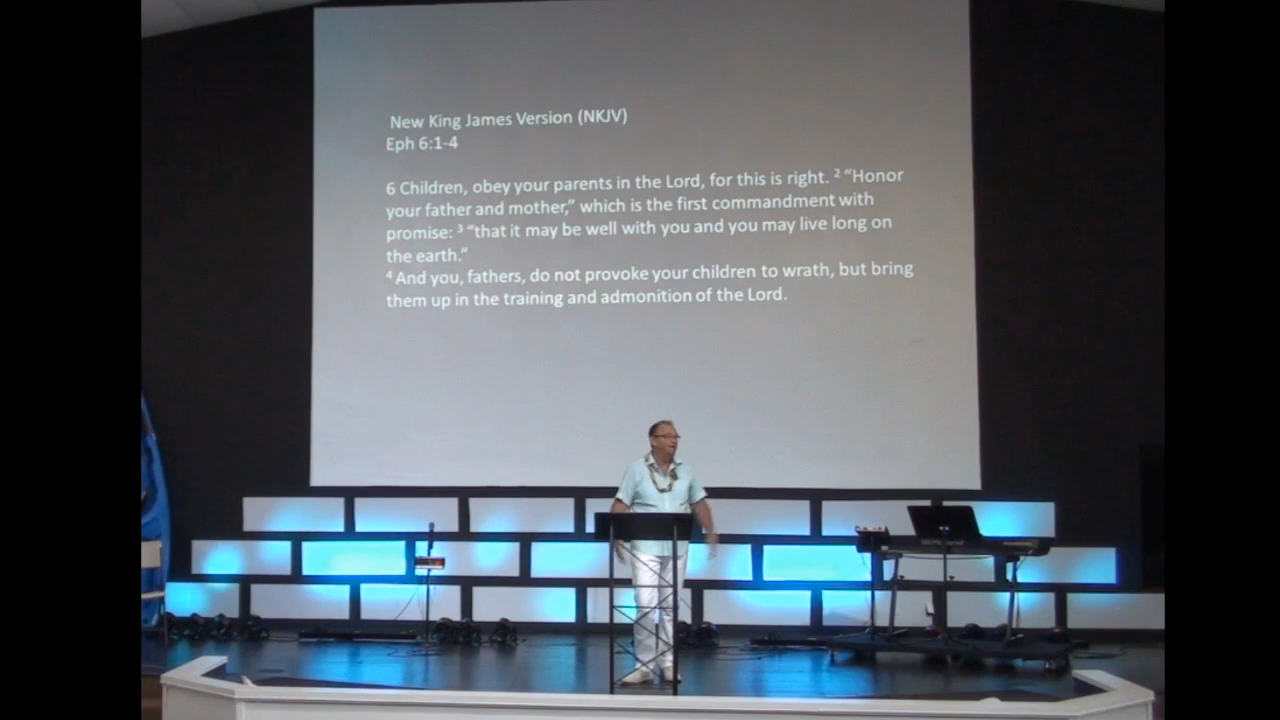 New King James Version (NKJV)
Eph 6:1-4
6 Children, obey your parents in the Lord, for this is right. ² “Honor
your father and mother,” which is the first commandment with
promise: ³ “that it may be well with you and you may live long on
the earth.”
⁴ And you, fathers, do not provoke your children to wrath, but bring
them up in the training and admonition of the Lord.